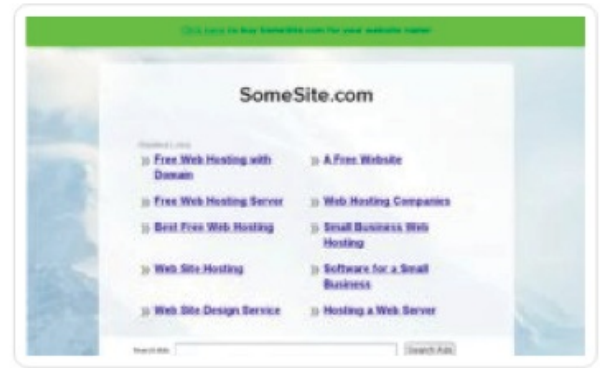 Click here to buy SomeSite.com for your website name!
SomeSite.com
Related Links
» Free Web Hosting with
Domain
» Free Web Hosting Server
» Best Free Web Hosting
» Web Site Hosting
» Web Site Design Service
» A Free Website
» Web Hosting Companies
» Small Business Web
Hosting
» Software for a Small
Business
» Hosting a Web Server
Search Ads
Search Ads